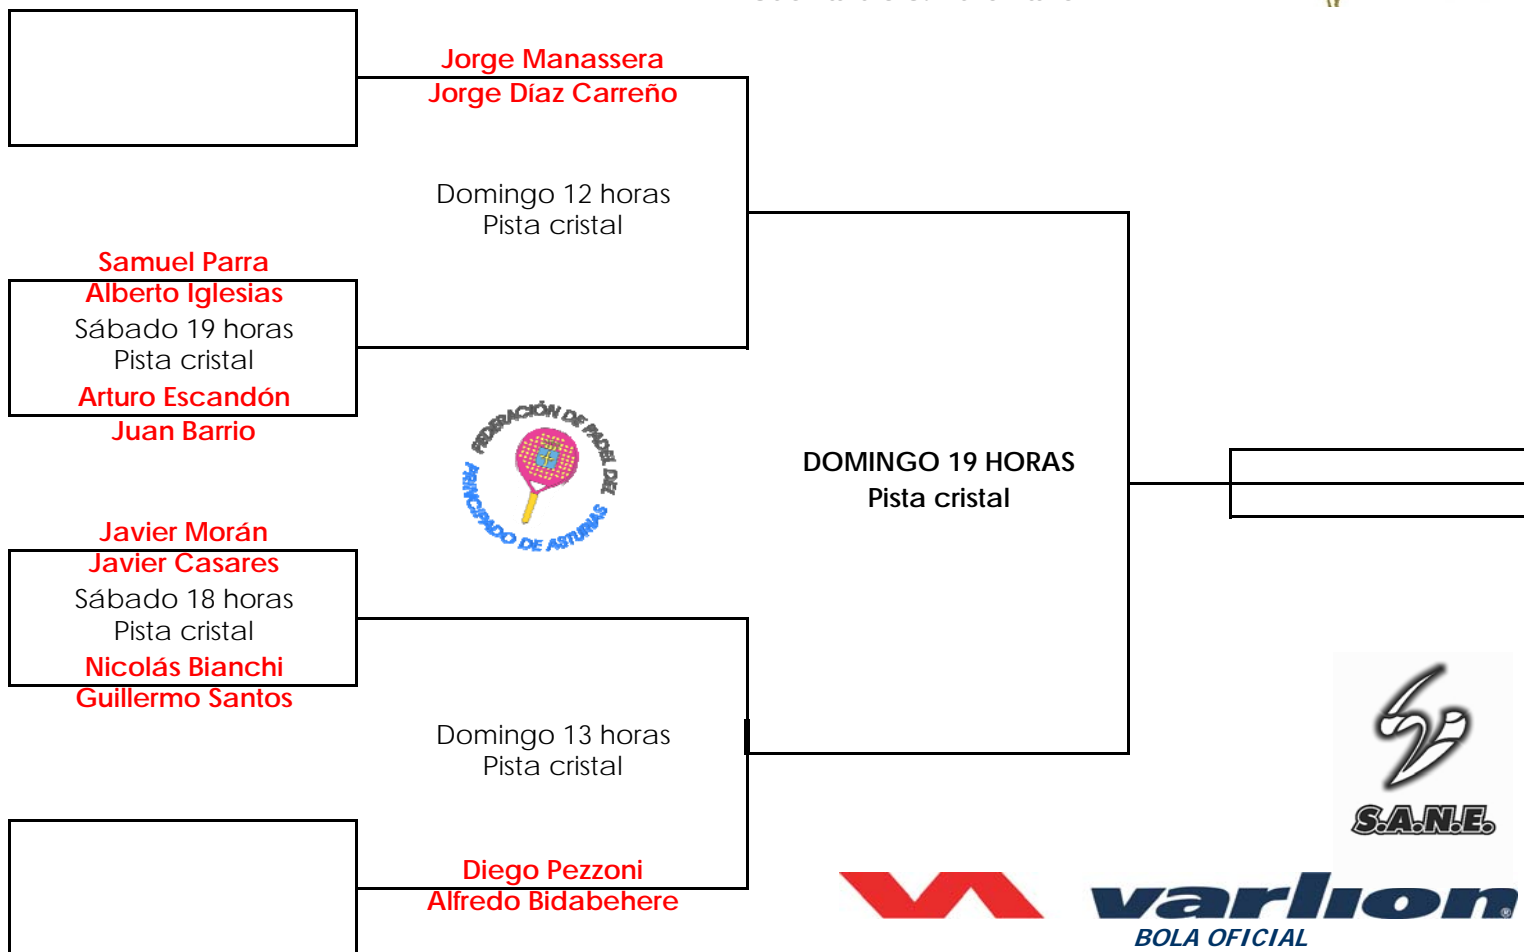 Jorge Manassera
Jorge Díaz Carreño
Domingo 12 horas
Pista cristal
Samuel Parra
Alberto Iglesias
Sábado 19 horas
Pista cristal
Arturo Escandón
Juan Barrio
FEDERACIÓN DE PADEL DEL
PRINCIPADO DE ASTURIAS
DOMINGO 19 HORAS
Pista cristal
Javier Morán
Javier Casares
Sábado 18 horas
Pista cristal
Nicolás Bianchi
Guillermo Santos
Domingo 13 horas
Pista cristal
S.A.N.E.
Diego Pezzoni
Alfredo Bidabehere
varlion®
BOLA OFICIAL